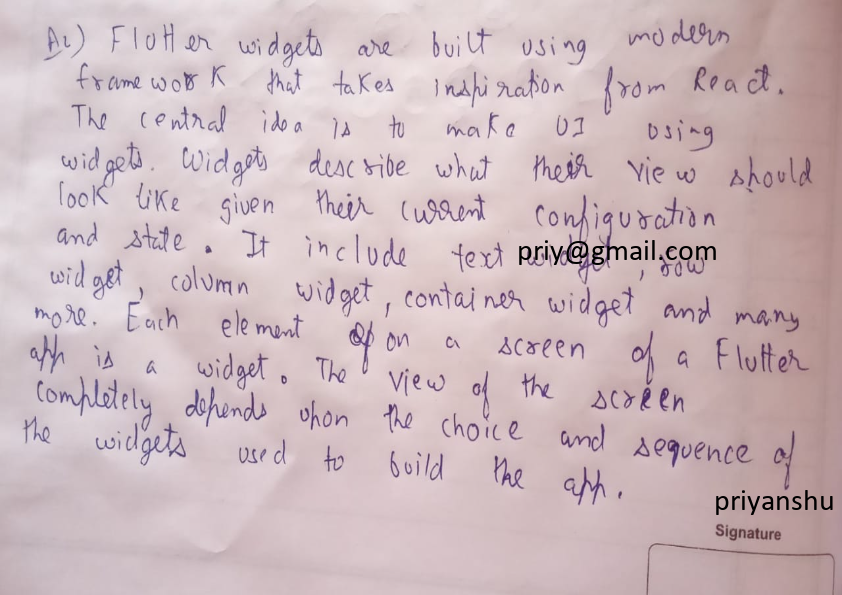 A2) Flutter widgets are built using modern
framework that takes inspiration from React.
The central idea is to make UI using
widgets. Widgets describe what their view should
look like given their current configuration
and state. It include text widget, row
priy@gmail.com
widget, column widget, container widget and many
more. Each element on a screen of a Flutter
app is a widget. The view of the screen
completely depends upon the choice and sequence of
the widgets used to build the app.
priyanshu
Signature